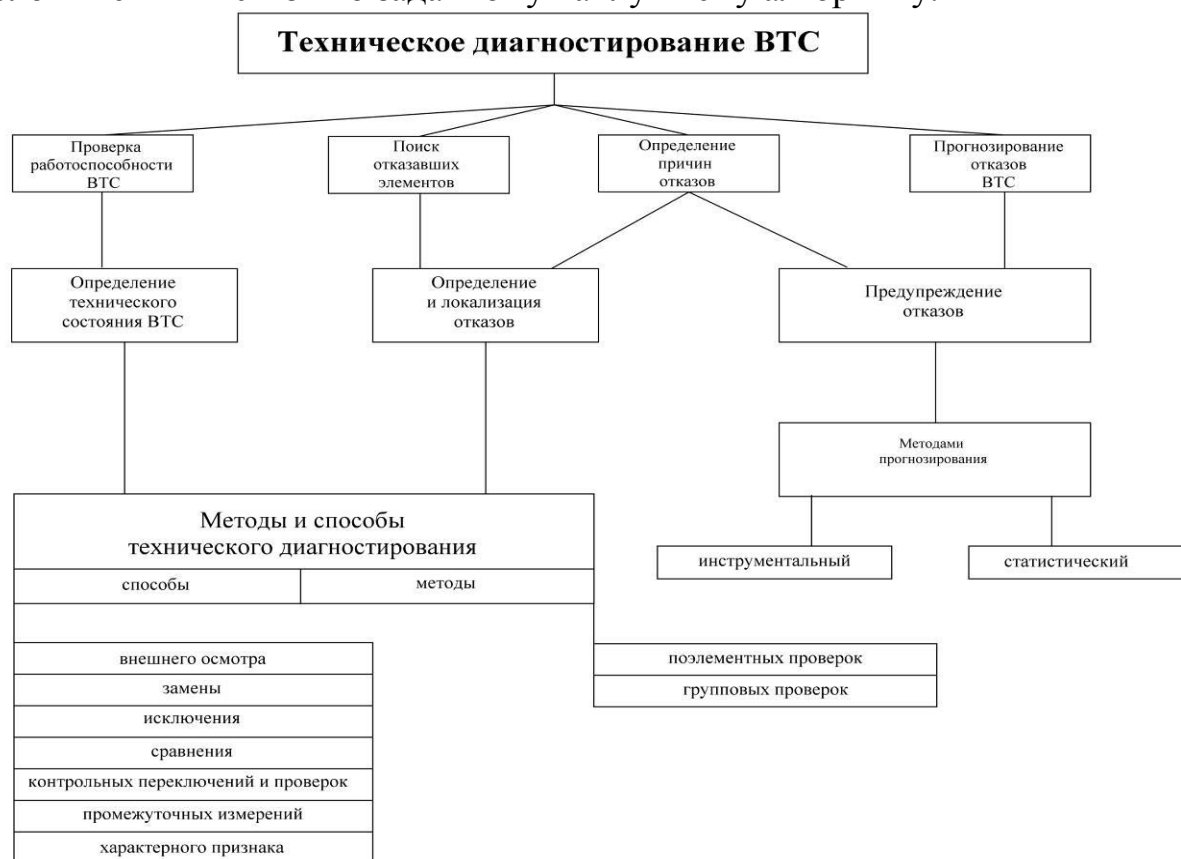 Техническое диагностирование ВТС
Проверка
работоспособности
ВТС
Поиск
отказавших
элементов
Определение
причин
отказов
Прогнозирование
отказов
ВТС
Определение
технического
состояния ВТС
Определение
и локализация
отказов
Предупреждение
отказов
Методами
прогнозирования
инструментальный
статистический
Методы и способы
технического диагностирования
способы
методы
внешнего осмотра
замены
исключения
сравнения
контрольных переключений и проверок
промежуточных измерений
характерного признака
поэлементных проверок
групповых проверок